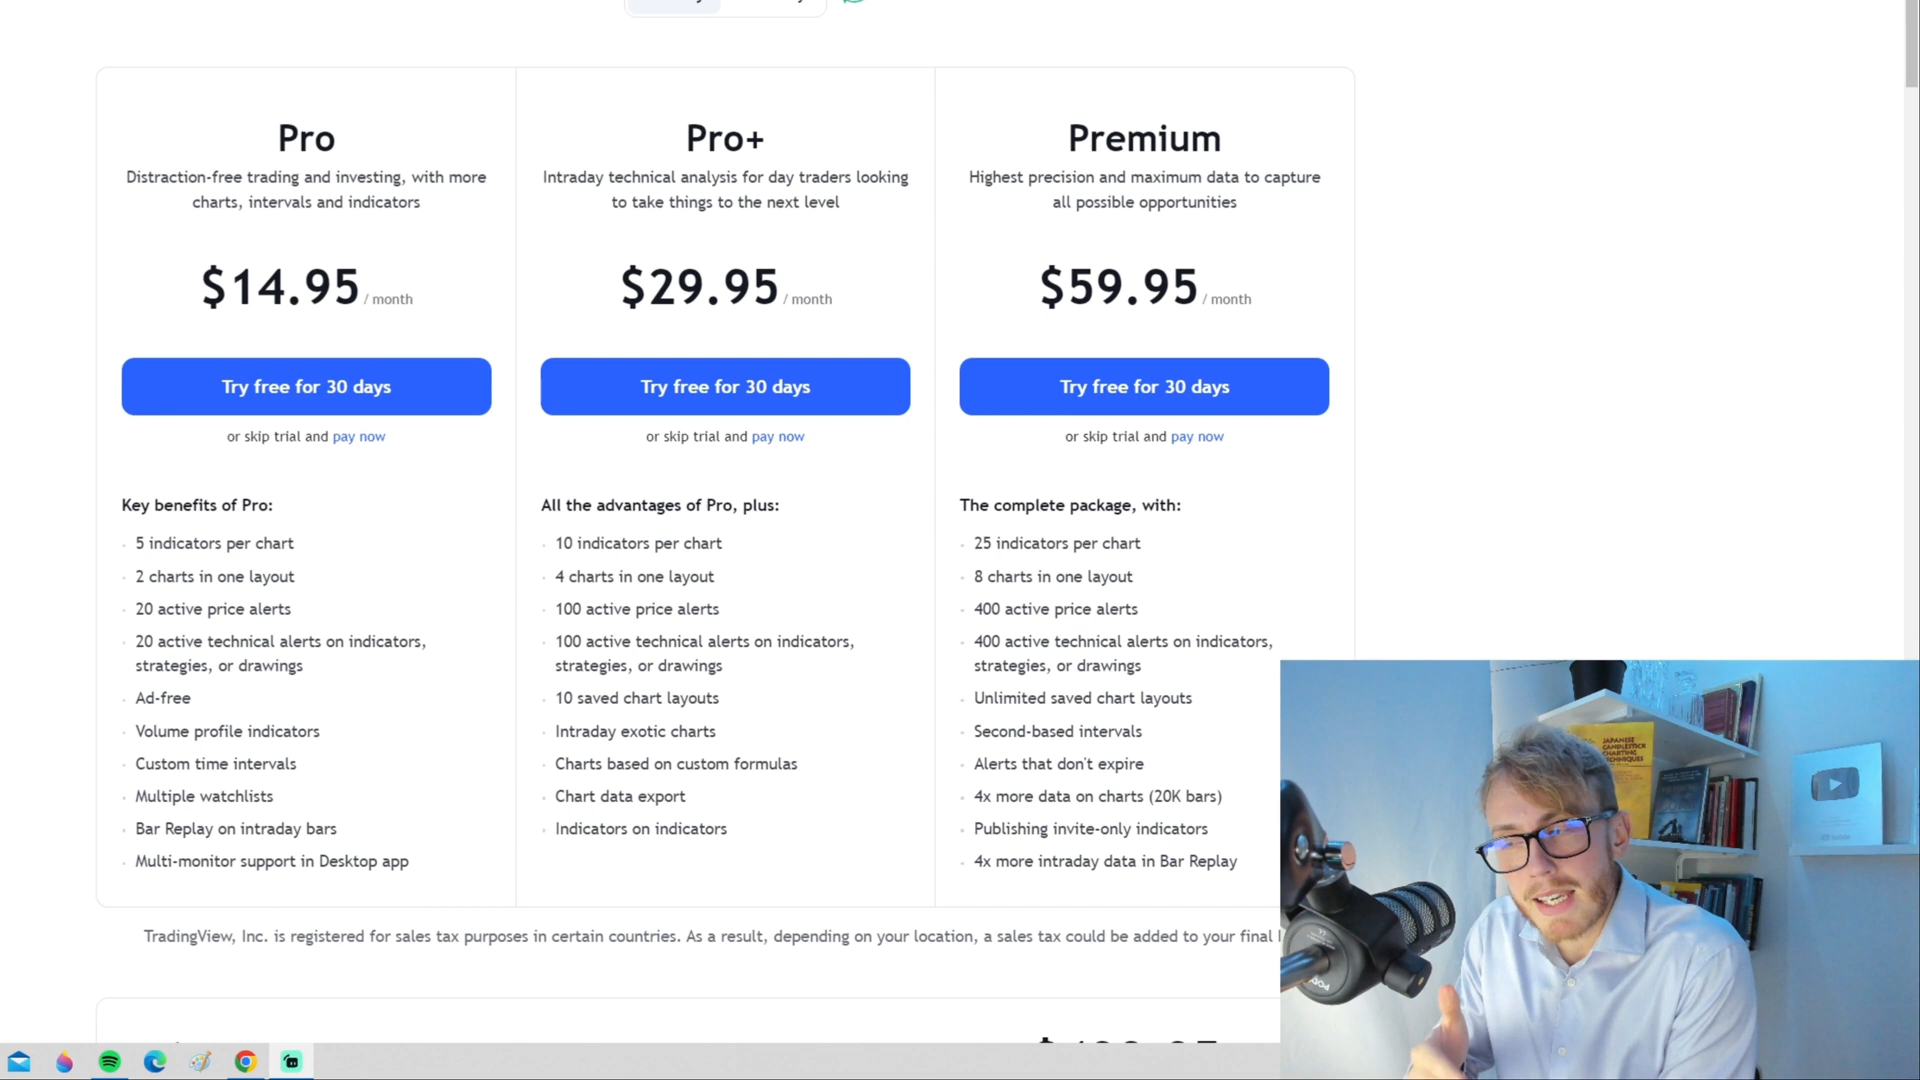 Pro
Distraction-free trading and investing, with more
charts, intervals and indicators
$14.95 / month
Try free for 30 days
or skip trial and pay now
Key benefits of Pro:
5 indicators per chart
2 charts in one layout
20 active price alerts
20 active technical alerts on indicators,
strategies, or drawings
Ad-free
Volume profile indicators
Custom time intervals
Multiple watchlists
Bar Replay on intraday bars
Multi-monitor support in Desktop app
Pro+
Intraday technical analysis for day traders looking
to take things to the next level
$29.95 / month
Try free for 30 days
or skip trial and pay now
All the advantages of Pro, plus:
10 indicators per chart
4 charts in one layout
100 active price alerts
100 active technical alerts on indicators,
strategies, or drawings
10 saved chart layouts
Intraday exotic charts
Charts based on custom formulas
Chart data export
Indicators on indicators
Premium
Highest precision and maximum data to capture
all possible opportunities
$59.95 / month
Try free for 30 days
or skip trial and pay now
The complete package, with:
25 indicators per chart
8 charts in one layout
400 active price alerts
400 active technical alerts on indicators,
strategies, or drawings
Unlimited saved chart layouts
Second-based intervals
Alerts that don't expire
4x more data on charts (20K bars)
Publishing invite-only indicators
4x more intraday data in Bar Replay
TradingView, Inc. is registered for sales tax purposes in certain countries. As a result, depending on your location, a sales tax could be added to your final
JAPANESE
CANDLESTICK
CHARTING
TECHNIQUES